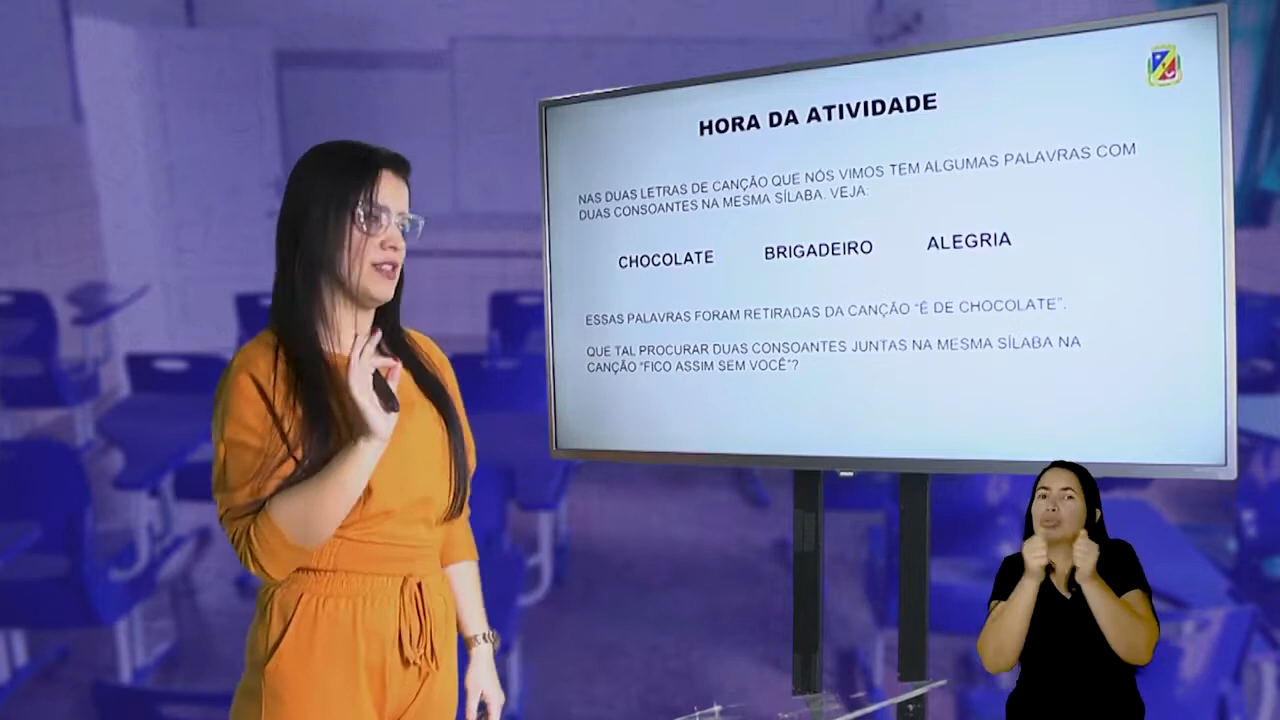 HORA DA ATIVIDADE
NAS DUAS LETRAS DE CANÇÃO QUE NÓS VIMOS TEM ALGUMAS PALAVRAS COM
DUAS CONSOANTES NA MESMA SÍLABA. VEJA:
CHOCOLATE BRIGADEIRO ALEGRIA
ESSAS PALAVRAS FORAM RETIRADAS DA CANÇÃO “É DE CHOCOLATE”.
QUE TAL PROCURAR DUAS CONSOANTES JUNTAS NA MESMA SÍLABA NA
CANÇÃO “FICO ASSIM SEM VOCÊ”?